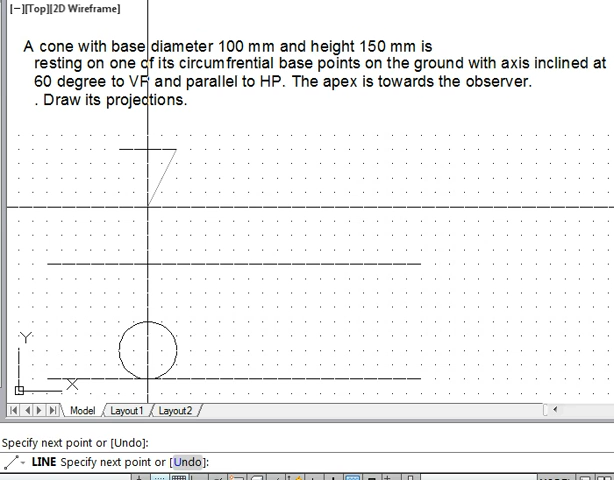 [−][Top][2D Wireframe]
A cone with base diameter 100 mm and height 150 mm is
resting on one of its circumfrential base points on the ground with axis inclined at
60 degree to VP and parallel to HP. The apex is towards the observer.
. Draw its projections.
Y
X
Model Layout1 Layout2
Specify next point or [Undo]:
LINE Specify next point or [Undo]: